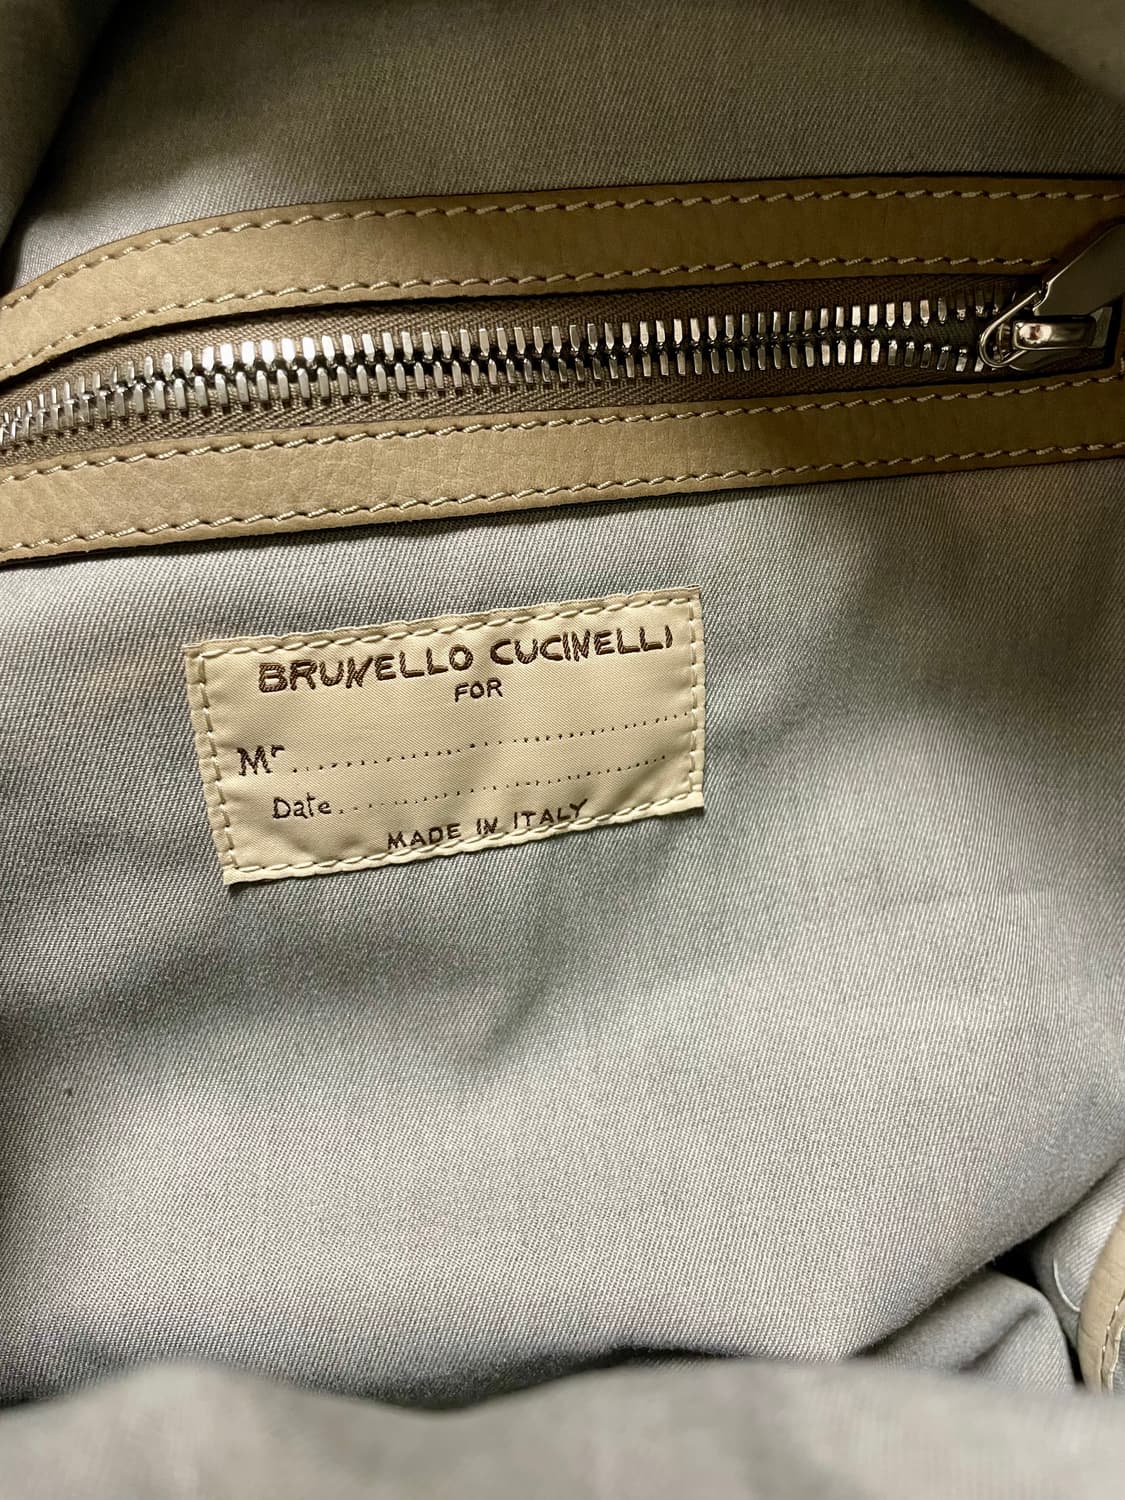 BRUNELLO CUCINELLI
FOR
Mr ........................................
Date ........................................
MADE IN ITALY